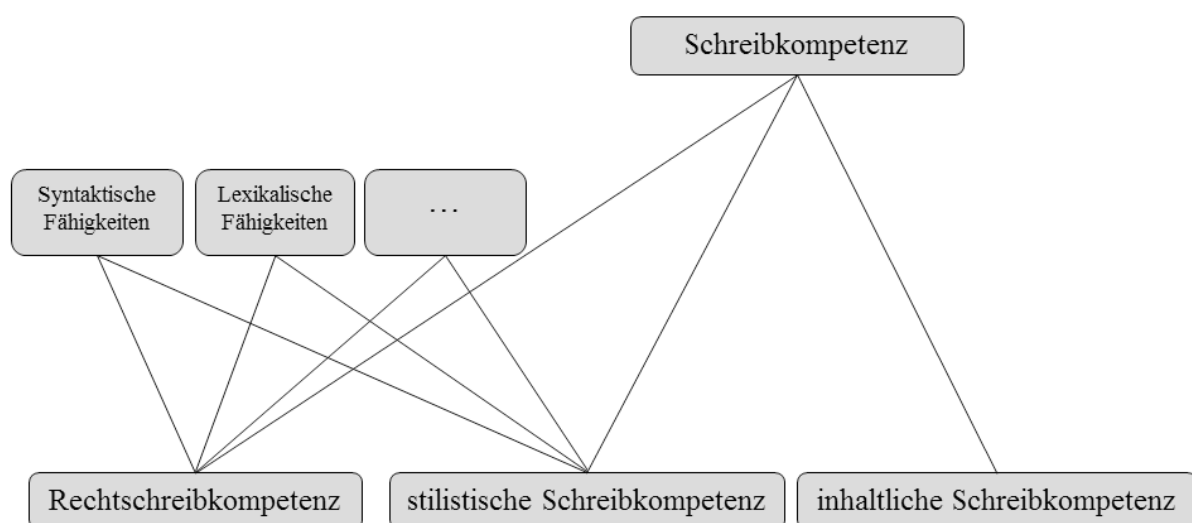 Schreibkompetenz
Syntaktische
Fähigkeiten
Lexikalische
Fähigkeiten
...
Rechtschreibkompetenz
stilistische Schreibkompetenz
inhaltliche Schreibkompetenz